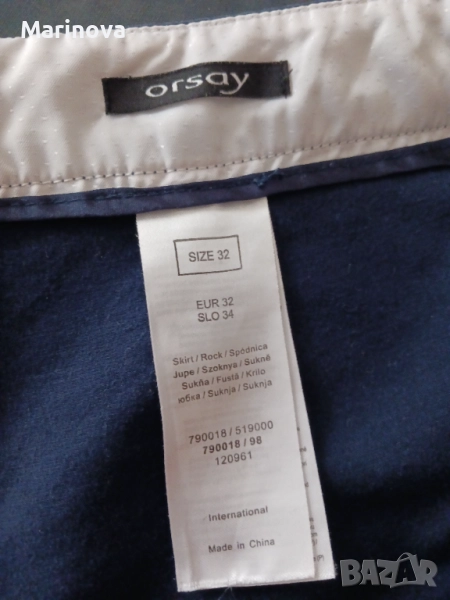 Marinova
orsay
SIZE 32
EUR 32
SLO 34
Skirt / Rock / Spódnica
Jupe / Szoknya / Sukně
Sukňa / Fustă / Krilo
юбка / Suknja / Suknja
790018 / 519000
790018 / 98
120961
International
Made in China
BAZAR